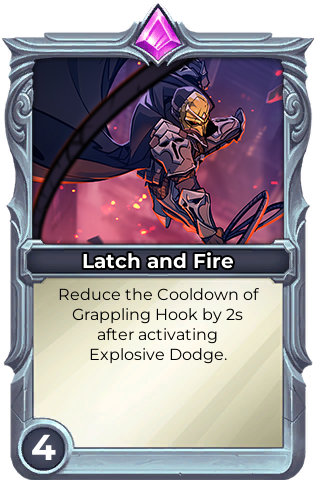 Latch and Fire
Reduce the Cooldown of
Grappling Hook by 2s
after activating
Explosive Dodge.
4